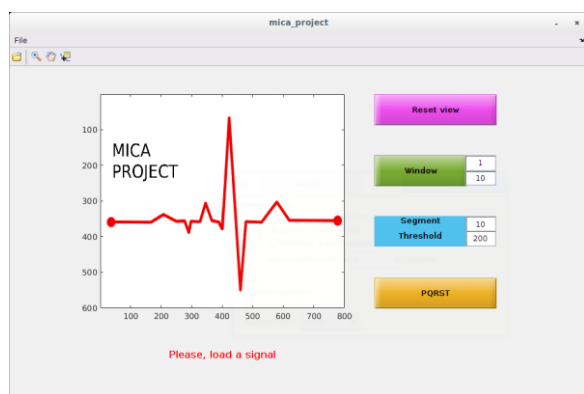 mica_project
File
Reset view
100
MICA
PROJECT
200
300
400
500
600
100 200 300 400 500 600 700 800
Window
1
10
Segment
Threshold
10
200
PQRST
Please, load a signal